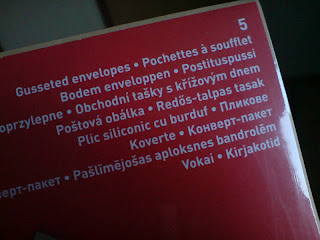 5
Gusseted envelopes • Pochettes à soufflet
Bodem enveloppen • Postituspussi
oprzylepne • Obchodni tašky s křížovým dnem
Poštová obálka • Redős-talpas tasak
Plic siliconic cu burduf • Пликове
Koverte • Конверт-пакет
верт-пакет • Pašlīmējošas aploksnes bandrolēm
Vokai • Kirjakotid